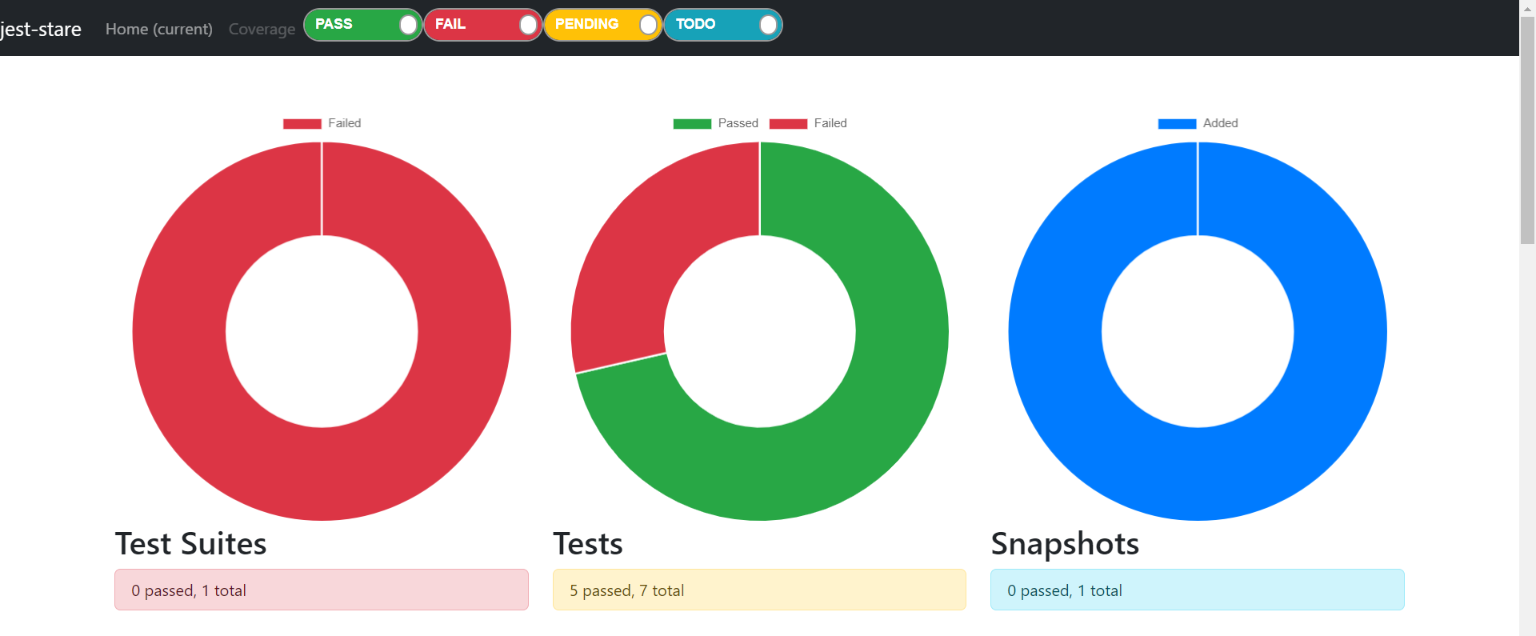 jest-stare Home (current) Coverage PASS FAIL PENDING TODO
Failed
Passed Failed
Added
Test Suites
0 passed, 1 total
Tests
5 passed, 7 total
Snapshots
0 passed, 1 total